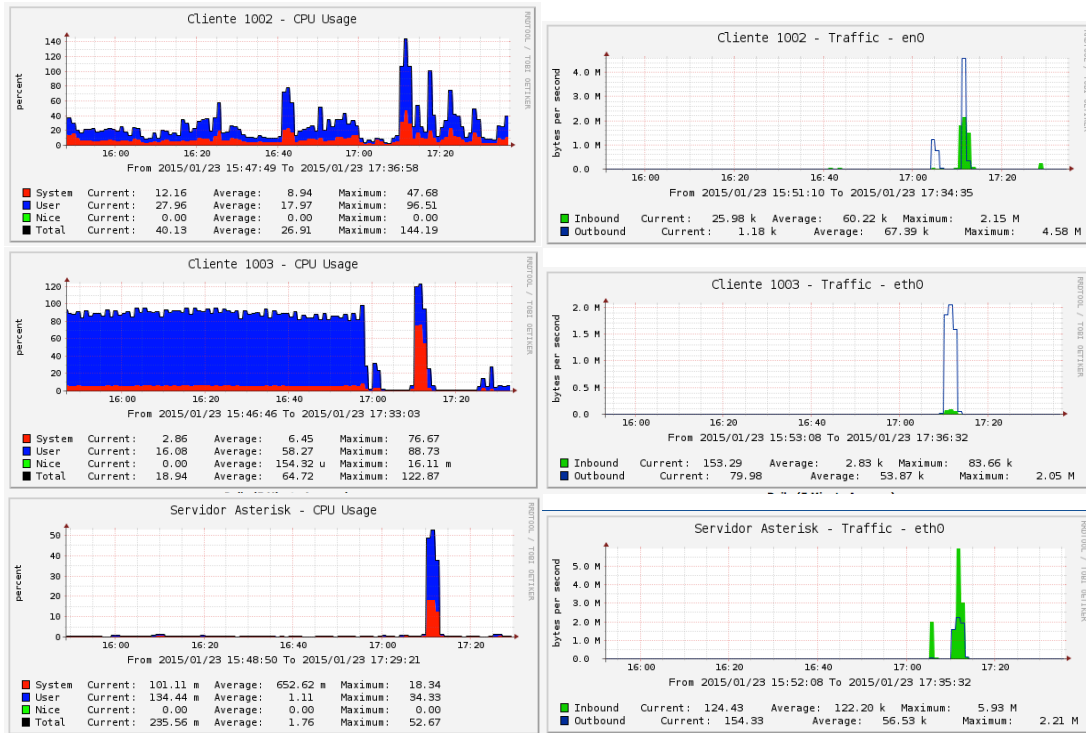 Cliente 1002 - CPU Usage
RRDTOOL / TOBI OETIKER
percent
140
120
100
80
60
40
20
0
16:00 16:20 16:40 17:00 17:20
From 2015/01/23 15:47:49 To 2015/01/23 17:36:58
System Current: 12.16 Average: 8.94 Maximum: 47.68
User Current: 27.96 Average: 17.97 Maximum: 96.51
Nice Current: 0.00 Average: 0.00 Maximum: 0.00
Total Current: 40.13 Average: 26.91 Maximum: 144.19
Cliente 1002 - Traffic - en0
RRDTOOL / TOBI OETIKER
bytes per second
4.0 M
3.0 M
2.0 M
1.0 M
0.0
16:00 16:20 16:40 17:00 17:20
From 2015/01/23 15:51:10 To 2015/01/23 17:34:35
Inbound Current: 25.98 k Average: 60.22 k Maximum: 2.15 M
Outbound Current: 1.18 k Average: 67.39 k Maximum: 4.58 M
Cliente 1003 - CPU Usage
RRDTOOL / TOBI OETIKER
percent
120
100
80
60
40
20
0
16:00 16:20 16:40 17:00 17:20
From 2015/01/23 15:46:46 To 2015/01/23 17:33:03
System Current: 2.86 Average: 6.45 Maximum: 76.67
User Current: 16.08 Average: 58.27 Maximum: 88.73
Nice Current: 0.00 Average: 154.32 u Maximum: 16.11 m
Total Current: 18.94 Average: 64.72 Maximum: 122.87
Cliente 1003 - Traffic - eth0
RRDTOOL / TOBI OETIKER
bytes per second
2.0 M
1.5 M
1.0 M
0.5 M
0.0
16:00 16:20 16:40 17:00 17:20
From 2015/01/23 15:53:08 To 2015/01/23 17:36:32
Inbound Current: 153.29 Average: 2.83 k Maximum: 83.66 k
Outbound Current: 79.98 Average: 53.87 k Maximum: 2.05 M
Servidor Asterisk - CPU Usage
RRDTOOL / TOBI OETIKER
percent
50
40
30
20
10
0
16:00 16:20 16:40 17:00 17:20
From 2015/01/23 15:48:50 To 2015/01/23 17:29:21
System Current: 101.11 m Average: 652.62 m Maximum: 18.34
User Current: 134.44 m Average: 1.11 Maximum: 34.33
Nice Current: 0.00 Average: 0.00 Maximum: 0.00
Total Current: 235.56 m Average: 1.76 Maximum: 52.67
Servidor Asterisk - Traffic - eth0
RRDTOOL / TOBI OETIKER
bytes per second
5.0 M
4.0 M
3.0 M
2.0 M
1.0 M
0.0
16:00 16:20 16:40 17:00 17:20
From 2015/01/23 15:52:08 To 2015/01/23 17:35:32
Inbound Current: 124.43 Average: 122.20 k Maximum: 5.93 M
Outbound Current: 154.33 Average: 56.53 k Maximum: 2.21 M